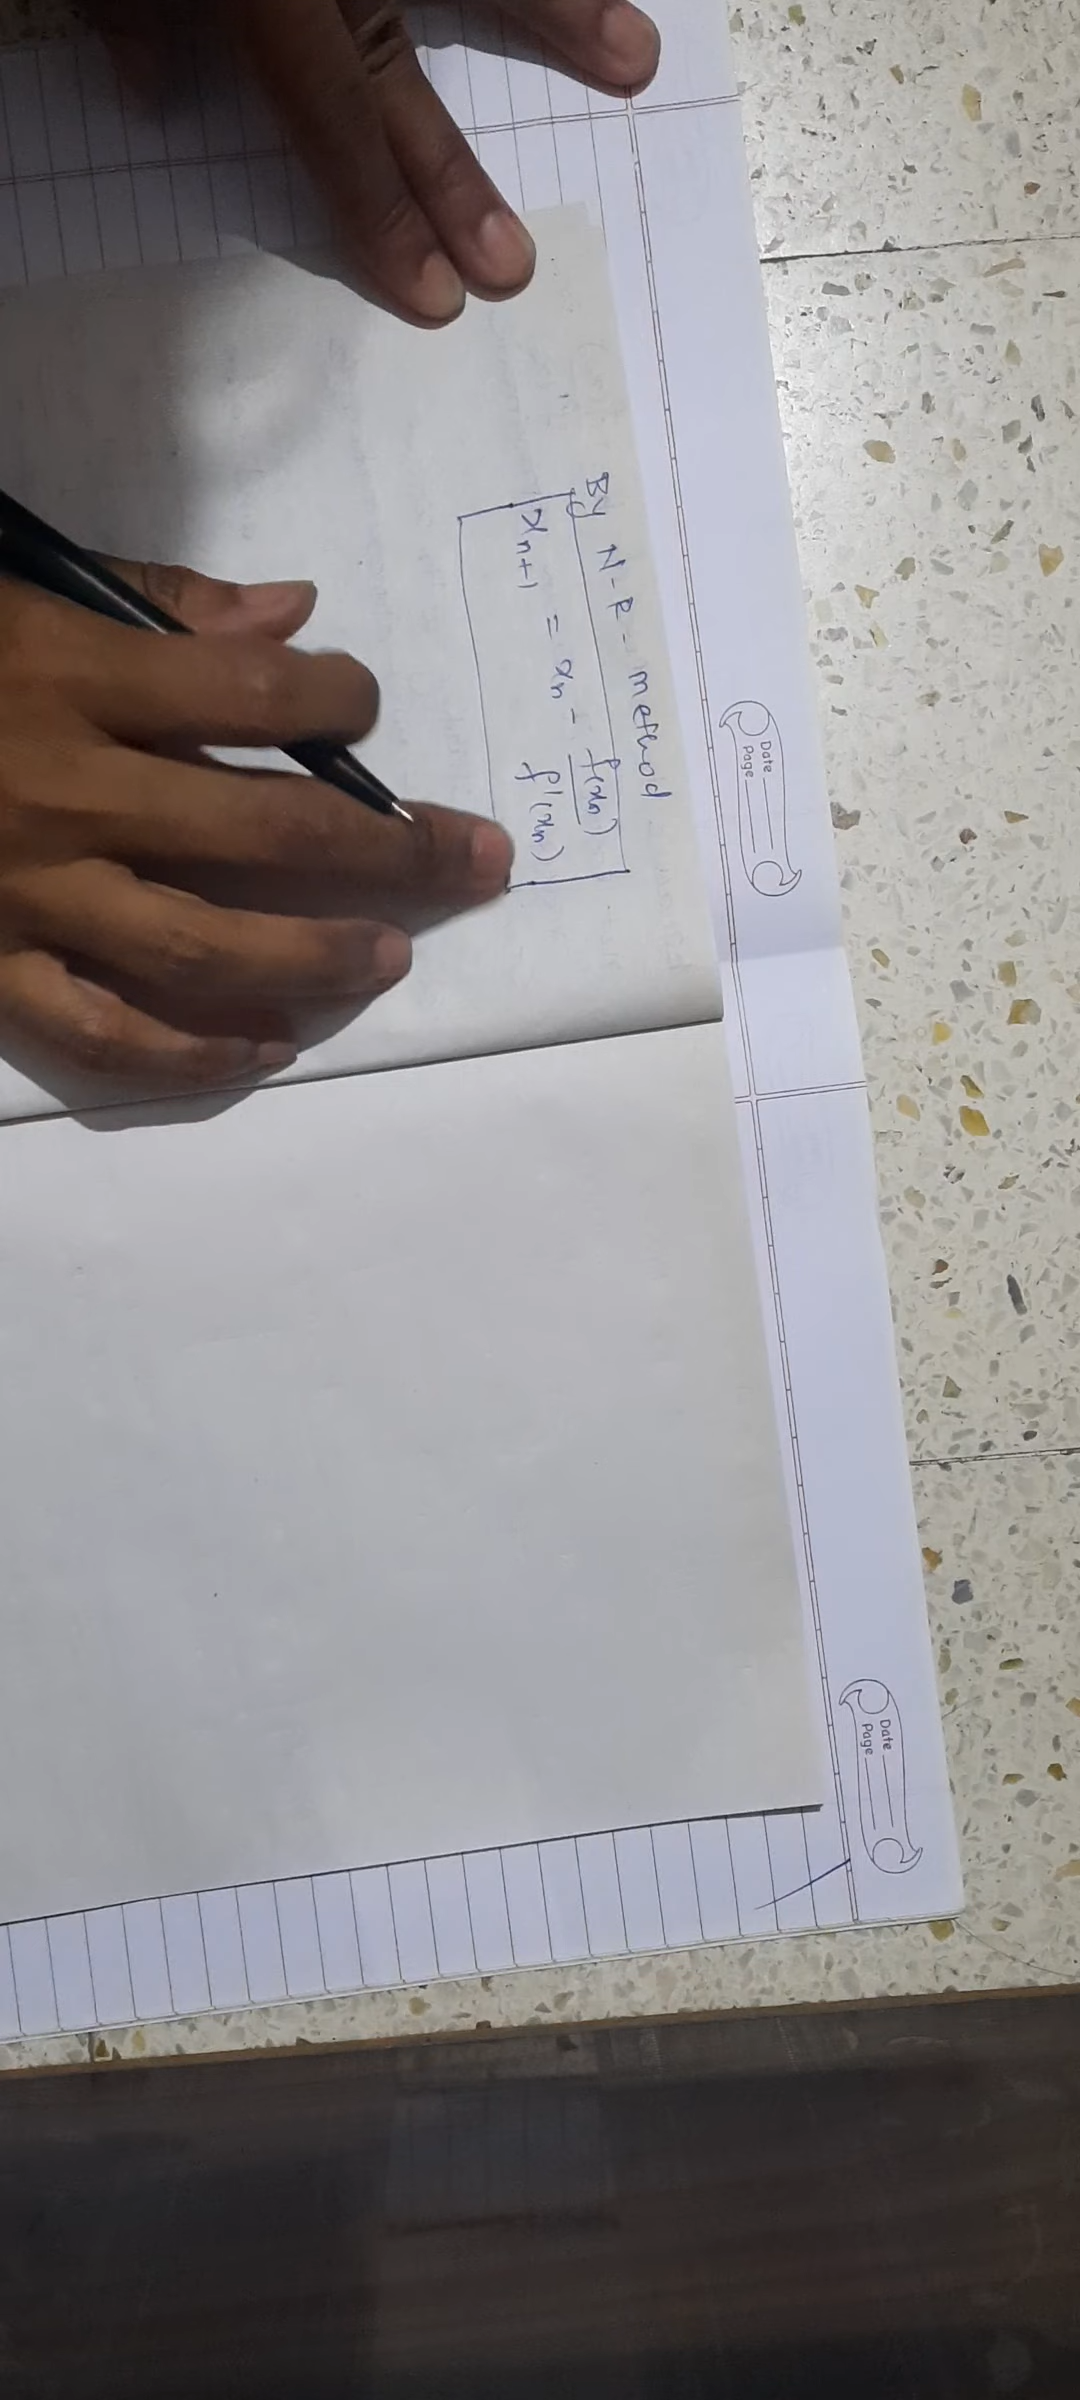 By N-R- method
xn+1 = xn - f(xn)
f'(xn)
Date
Page
Date
Page